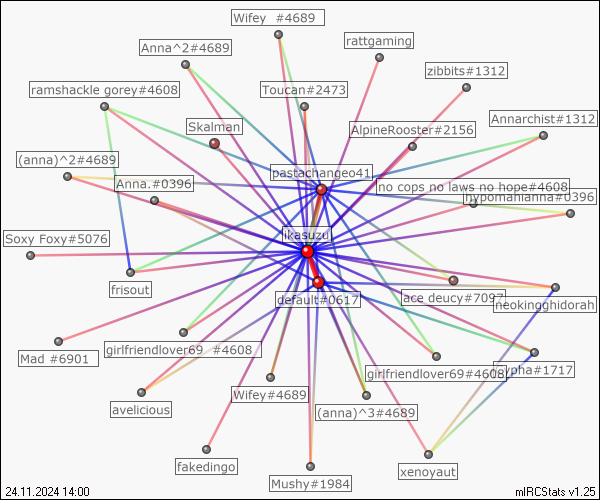 Wifey #4689
rattgaming
Anna^2#4689
zibbits#1312
ramshackle gorey#4608
Toucan#2473
Annarchist#1312
Skalman
AlpineRooster#2156
(anna)^2#4689
pastachangeo41
Anna.#0396
no cops no laws no hope#4608
hypomahianna#0396
Soxy Foxy#5076
ikasuzu
frisout
default#0617
ace deucy#7097
neokingghidorah
Mad #6901
girlfriendlover69 #4608
girlfriendlover69#4608
#1717
Wifey#4689
avelicious
(anna)^3#4689
fakedingo
xenoyaut
Mushy#1984
24.11.2024 14:00
mIRCStats v1.25